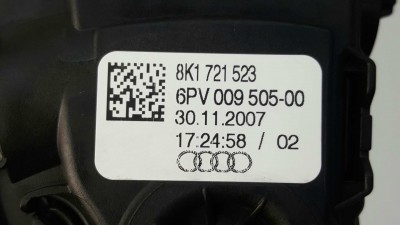 8K1 721 523
6PV 009 505-00
30.11.2007
17:24:58 / 02